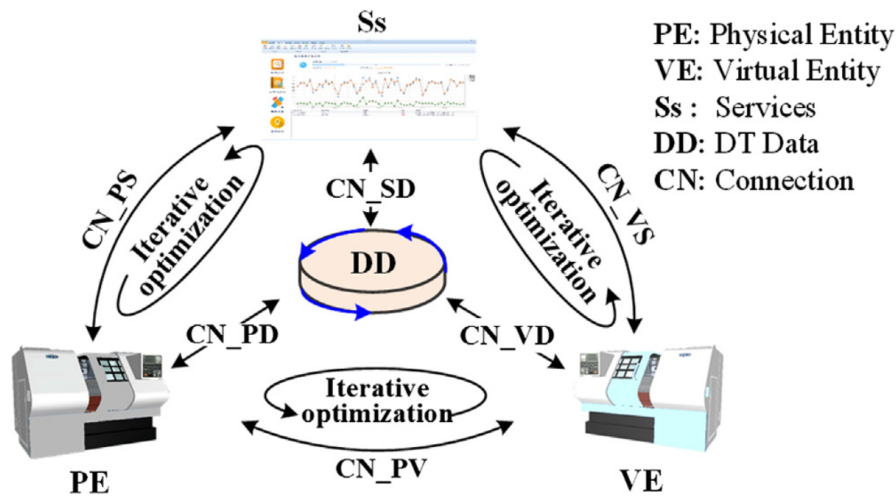 Ss
PE: Physical Entity
VE: Virtual Entity
Ss : Services
DD: DT Data
CN: Connection
CN_PS
Iterative
optimization
CN_SD
Iterative
optimization
CN_VS
DD
CN_PD
CN_VD
Iterative
optimization
CN_PV
PE
VE